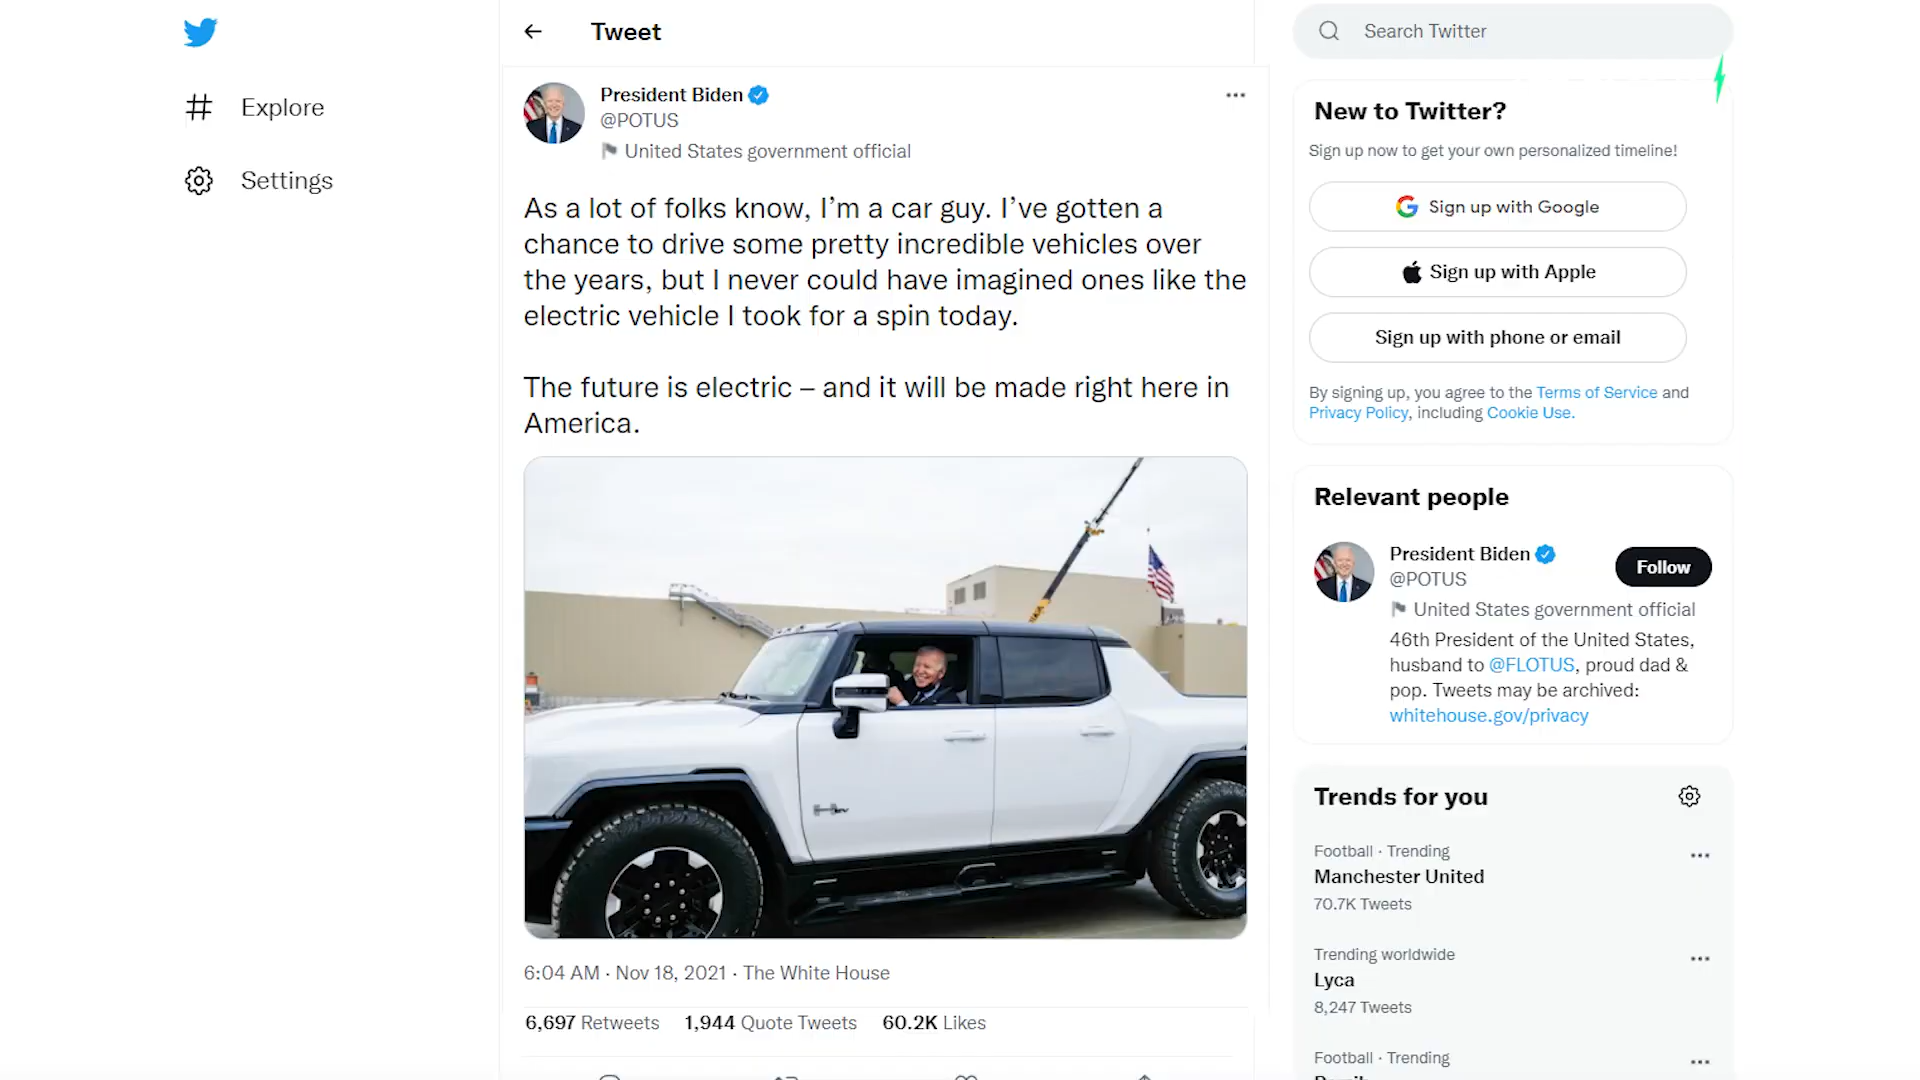 Tweet
Search Twitter
Explore
Settings
President Biden
@POTUS
United States government official
As a lot of folks know, I’m a car guy. I’ve gotten a
chance to drive some pretty incredible vehicles over
the years, but I never could have imagined ones like the
electric vehicle I took for a spin today.
The future is electric – and it will be made right here in
America.
6:04 AM · Nov 18, 2021 · The White House
6,697 Retweets 1,944 Quote Tweets 60.2K Likes
New to Twitter?
Sign up now to get your own personalized timeline!
Sign up with Google
Sign up with Apple
Sign up with phone or email
By signing up, you agree to the Terms of Service and
Privacy Policy, including Cookie Use.
Relevant people
President Biden
@POTUS
Follow
United States government official
46th President of the United States,
husband to @FLOTUS, proud dad &
pop. Tweets may be archived:
whitehouse.gov/privacy
Trends for you
Football · Trending
Manchester United
70.7K Tweets
Trending worldwide
Lyca
8,247 Tweets
Football · Trending